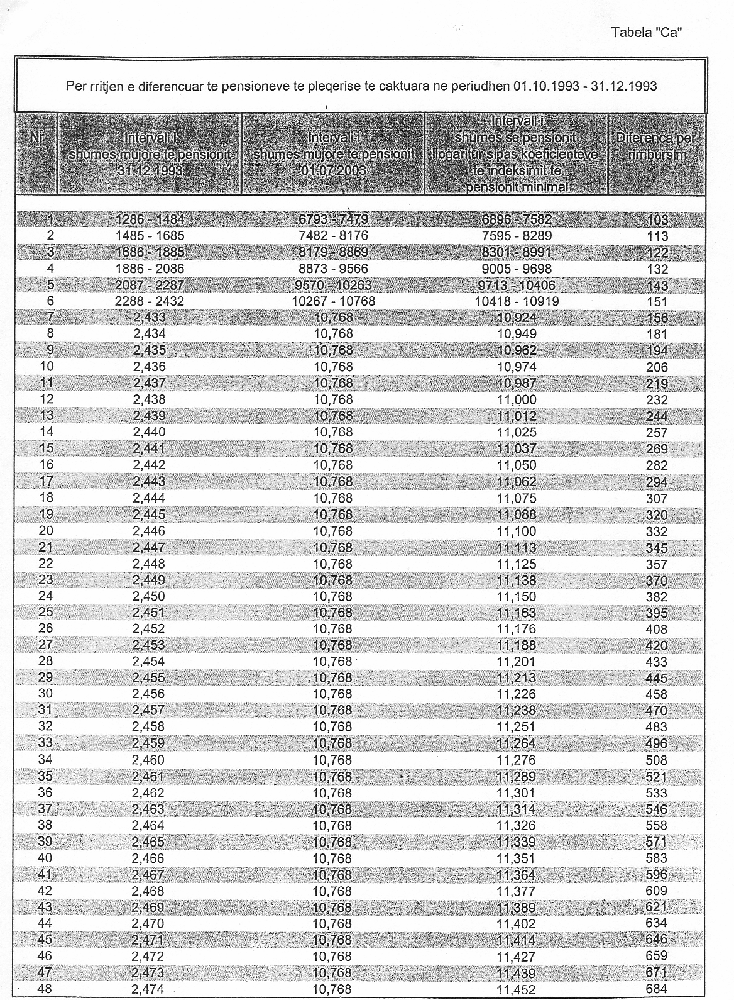 Tabela "Ca"
Per rritjen e diferencuar te pensioneve te pleqerise te caktuara ne periudhen 01.10.1993 - 31.12.1993
Nr. Intervali i shumes mujore te pensionit 31.12.1993 Intervali i shumes mujore te pensionit 01.07.2003 Intervali i shumes se pensionit llogaritur sipas koeficienteve te indeksimit te pensionit minimal Diferenca per rimbursim
1 1286 - 1484 6793 - 7479 6896 - 7582 103
2 1485 - 1685 7482 - 8176 7595 - 8289 113
3 1686 - 1885 8179 - 8869 8301 - 8991 122
4 1886 - 2086 8873 - 9566 9005 - 9698 132
5 2087 - 2287 9570 - 10263 9713 - 10406 143
6 2288 - 2432 10267 - 10768 10418 - 10919 151
7 2,433 10,768 10,924 156
8 2,434 10,768 10,949 181
9 2,435 10,768 10,962 194
10 2,436 10,768 10,974 206
11 2,437 10,768 10,987 219
12 2,438 10,768 11,000 232
13 2,439 10,768 11,012 244
14 2,440 10,768 11,025 257
15 2,441 10,768 11,037 269
16 2,442 10,768 11,050 282
17 2,443 10,768 11,062 294
18 2,444 10,768 11,075 307
19 2,445 10,768 11,088 320
20 2,446 10,768 11,100 332
21 2,447 10,768 11,113 345
22 2,448 10,768 11,125 357
23 2,449 10,768 11,138 370
24 2,450 10,768 11,150 382
25 2,451 10,768 11,163 395
26 2,452 10,768 11,176 408
27 2,453 10,768 11,188 420
28 2,454 10,768 11,201 433
29 2,455 10,768 11,213 445
30 2,456 10,768 11,226 458
31 2,457 10,768 11,238 470
32 2,458 10,768 11,251 483
33 2,459 10,768 11,264 496
34 2,460 10,768 11,276 508
35 2,461 10,768 11,289 521
36 2,462 10,768 11,301 533
37 2,463 10,768 11,314 546
38 2,464 10,768 11,326 558
39 2,465 10,768 11,339 571
40 2,466 10,768 11,351 583
41 2,467 10,768 11,364 596
42 2,468 10,768 11,377 609
43 2,469 10,768 11,389 621
44 2,470 10,768 11,402 634
45 2,471 10,768 11,414 646
46 2,472 10,768 11,427 659
47 2,473 10,768 11,439 671
48 2,474 10,768 11,452 684